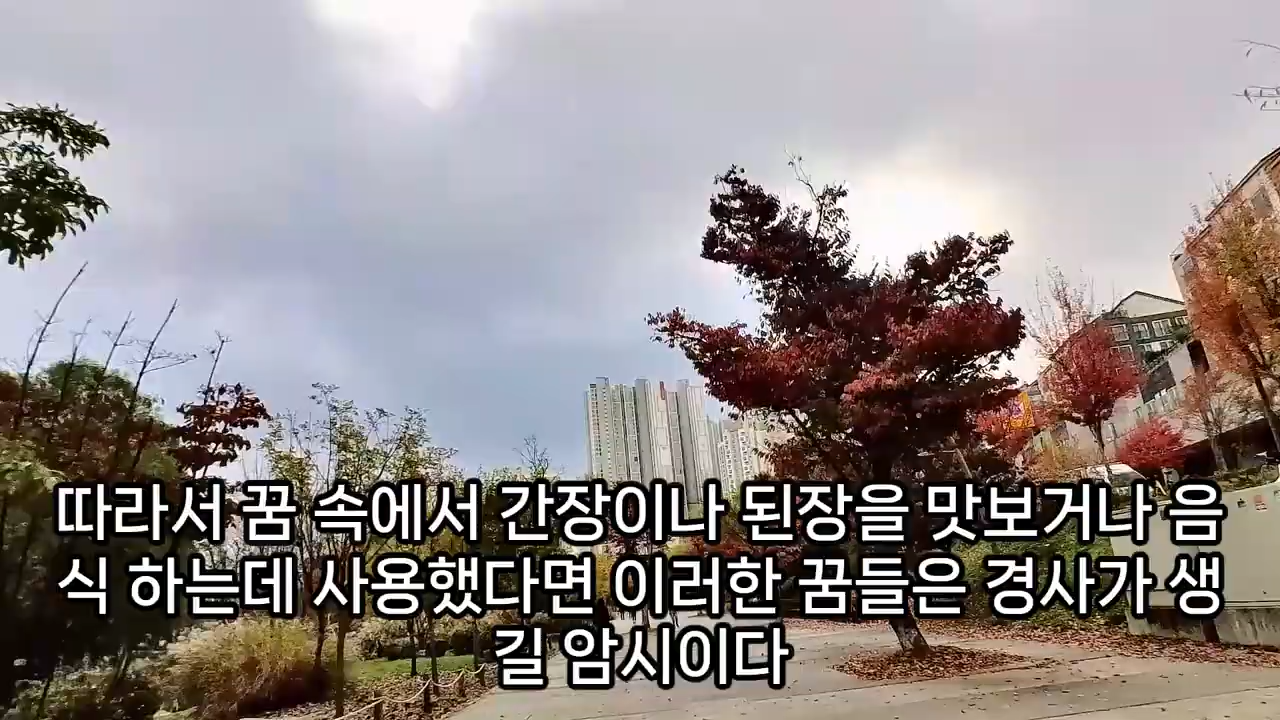 따라서 꿈 속에서 간장이나 된장을 맛보거나 음
식 하는데 사용했다면 이러한 꿈들은 경사가 생
길 암시이다